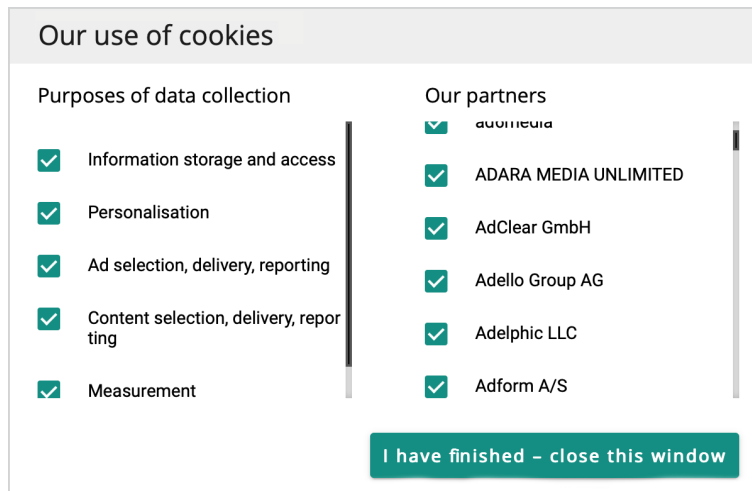 Our use of cookies
Purposes of data collection
Information storage and access
Personalisation
Ad selection, delivery, reporting
Content selection, delivery, repor
ting
Measurement
Our partners
adomedia
ADARA MEDIA UNLIMITED
AdClear GmbH
Adello Group AG
Adelphic LLC
Adform A/S
I have finished – close this window